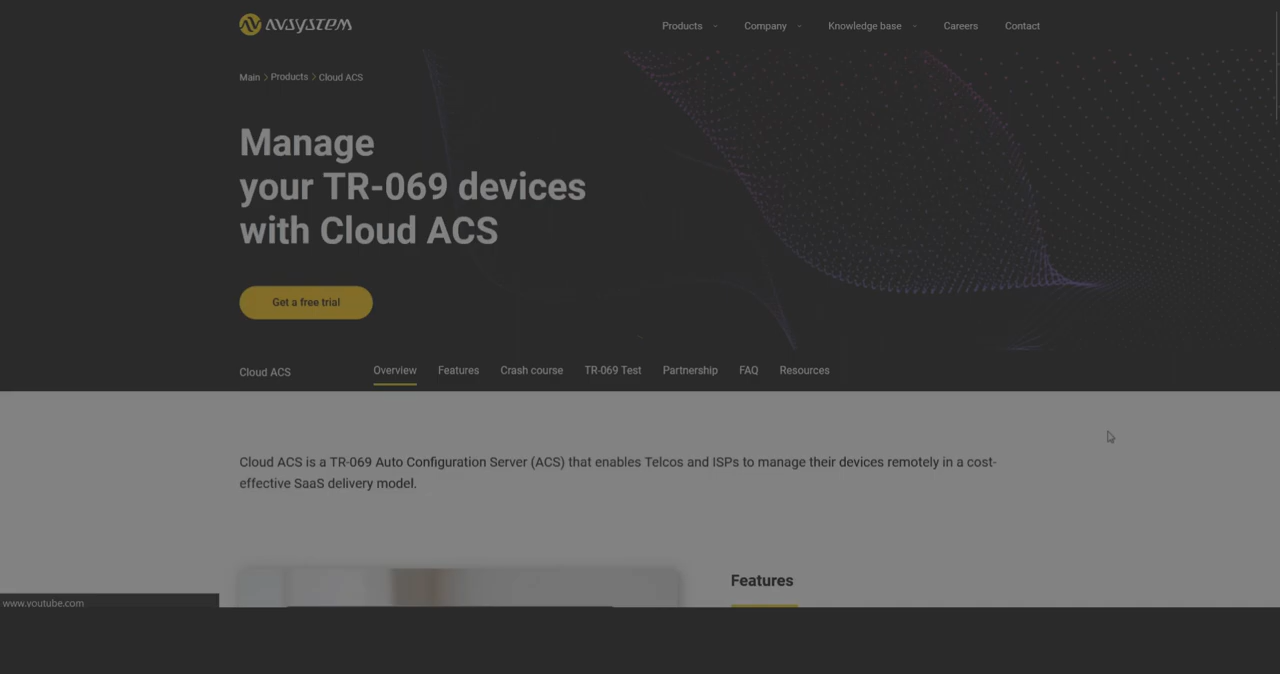 AVSYSTEM
Products
Company
Knowledge base
Careers
Contact
Main > Products > Cloud ACS
Manage
your TR-069 devices
with Cloud ACS
Get a free trial
Cloud ACS
Overview
Features
Crash course
TR-069 Test
Partnership
FAQ
Resources
Cloud ACS is a TR-069 Auto Configuration Server (ACS) that enables Telcos and ISPs to manage their devices remotely in a cost-
effective SaaS delivery model.
Features
www.youtube.com